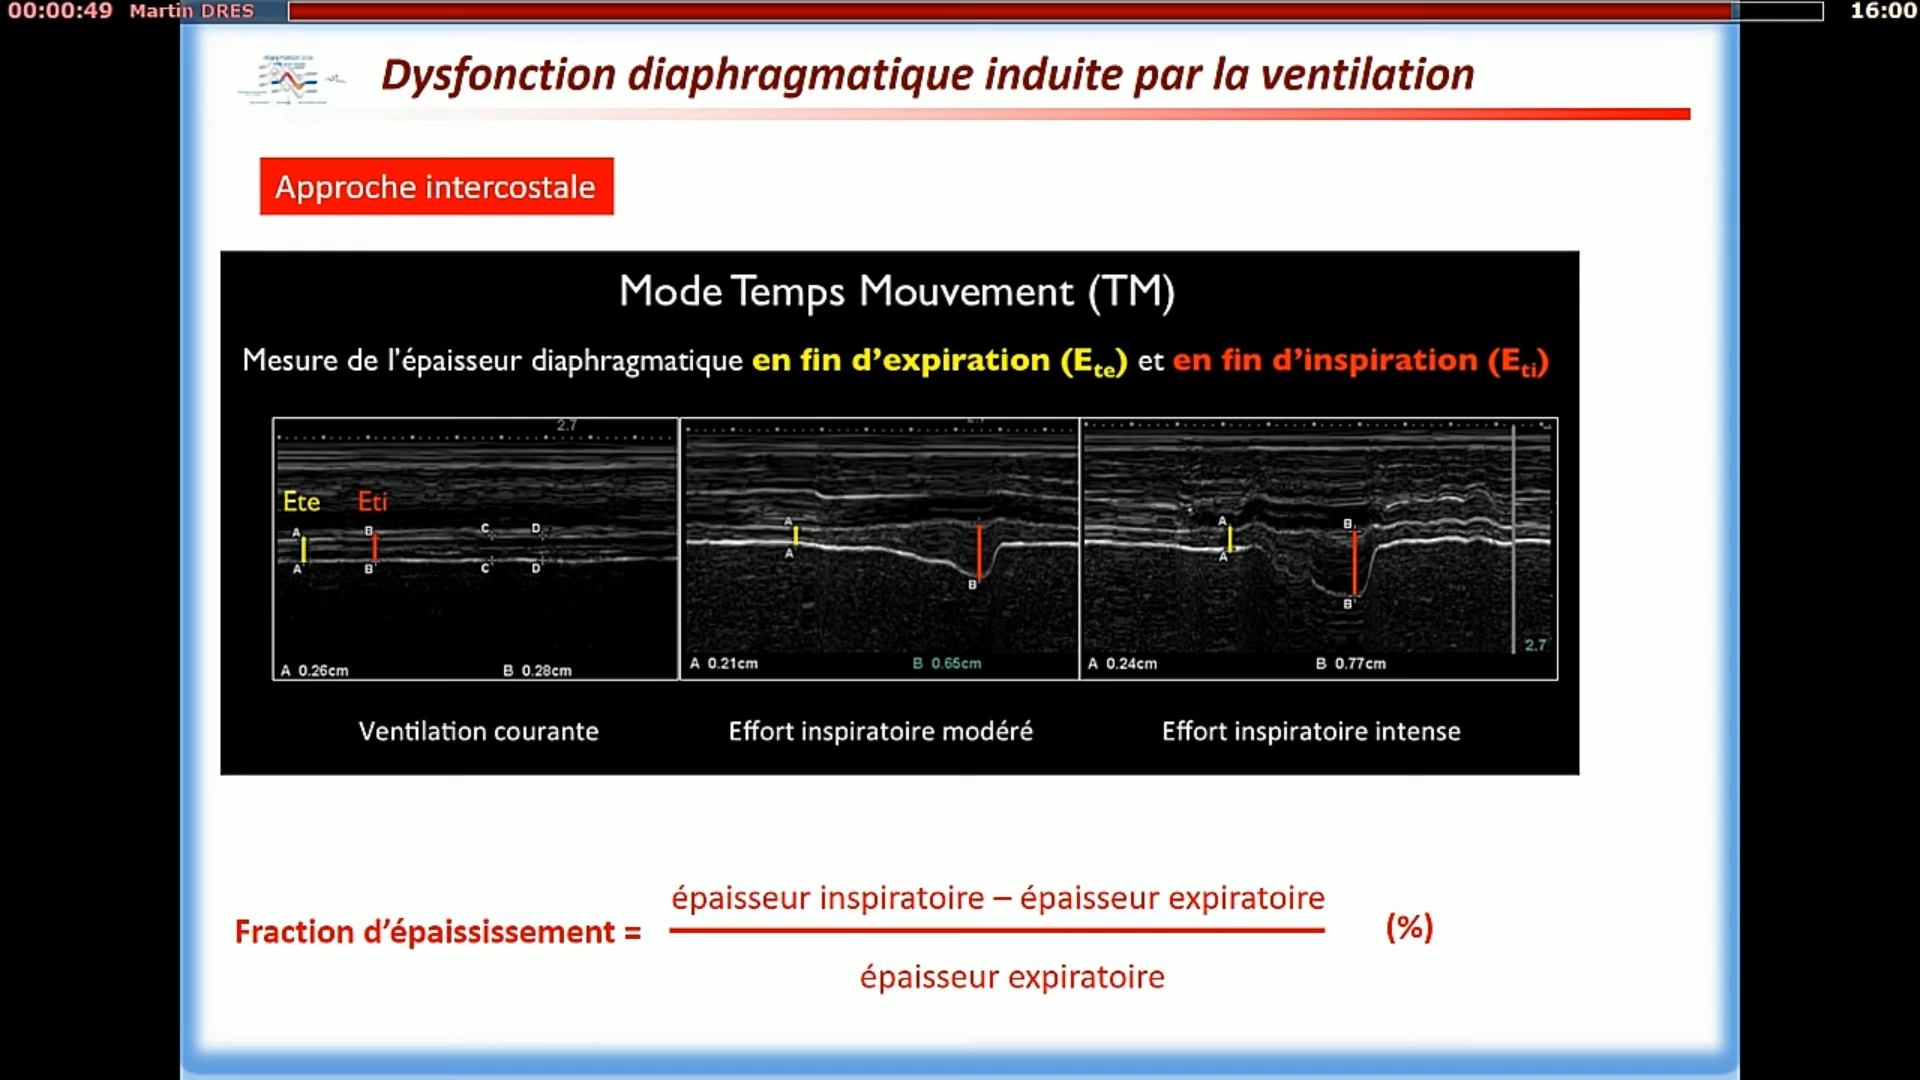 00:00:49 Martin DRES 16:00
Dysfonction diaphragmatique induite par la ventilation
Approche intercostale
Mode Temps Mouvement (TM)
Mesure de l'épaisseur diaphragmatique en fin d'expiration (Ete) et en fin d'inspiration (Eti)
2.7
Ete Eti
A B C D A B
A B C D A B A B
2.7
A 0.26cm B 0.28cm A 0.21cm B 0.65cm A 0.24cm B 0.77cm
Ventilation courante Effort inspiratoire modéré Effort inspiratoire intense
épaisseur inspiratoire – épaisseur expiratoire
Fraction d'épaississement = (%)
épaisseur expiratoire